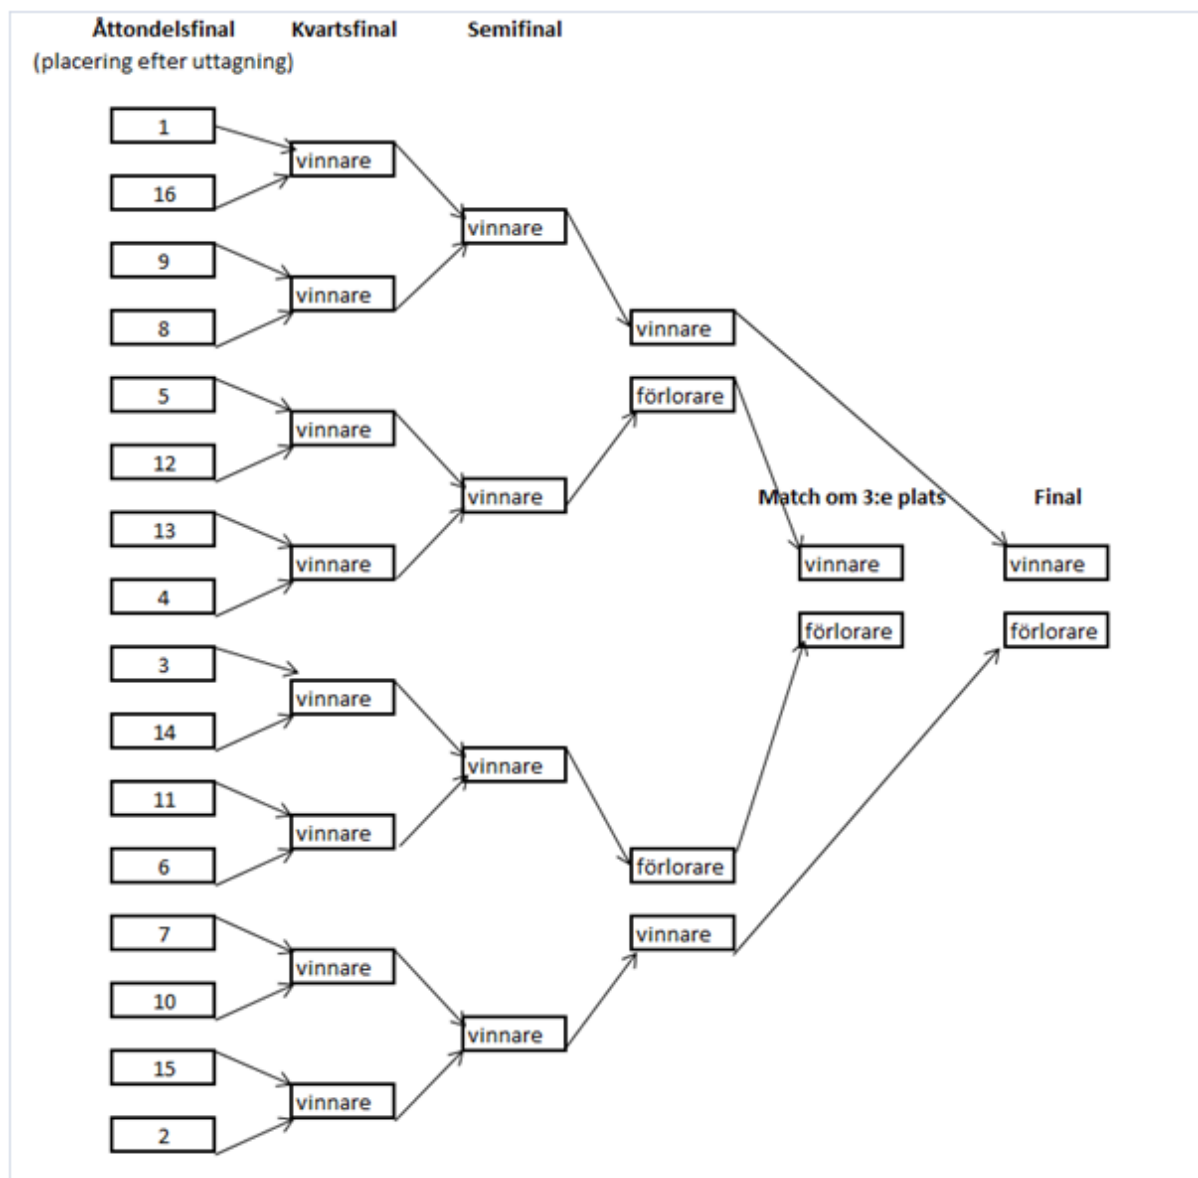 Åttondelsfinal Kvartsfinal Semifinal
(placering efter uttagning)
1
vinnare
16
vinnare
9
vinnare
8
vinnare
5
förlorare
vinnare
12
vinnare
Match om 3:e plats Final
13
vinnare vinnare vinnare
4
förlorare förlorare
3
vinnare
14
vinnare
11
vinnare
6
förlorare
7
vinnare
vinnare
10
vinnare
15
vinnare
2